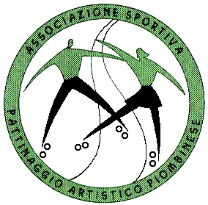 ASSOCIAZIONE SPORTIVA
PATTINAGGIO ARTISTICO PIOMBINESE